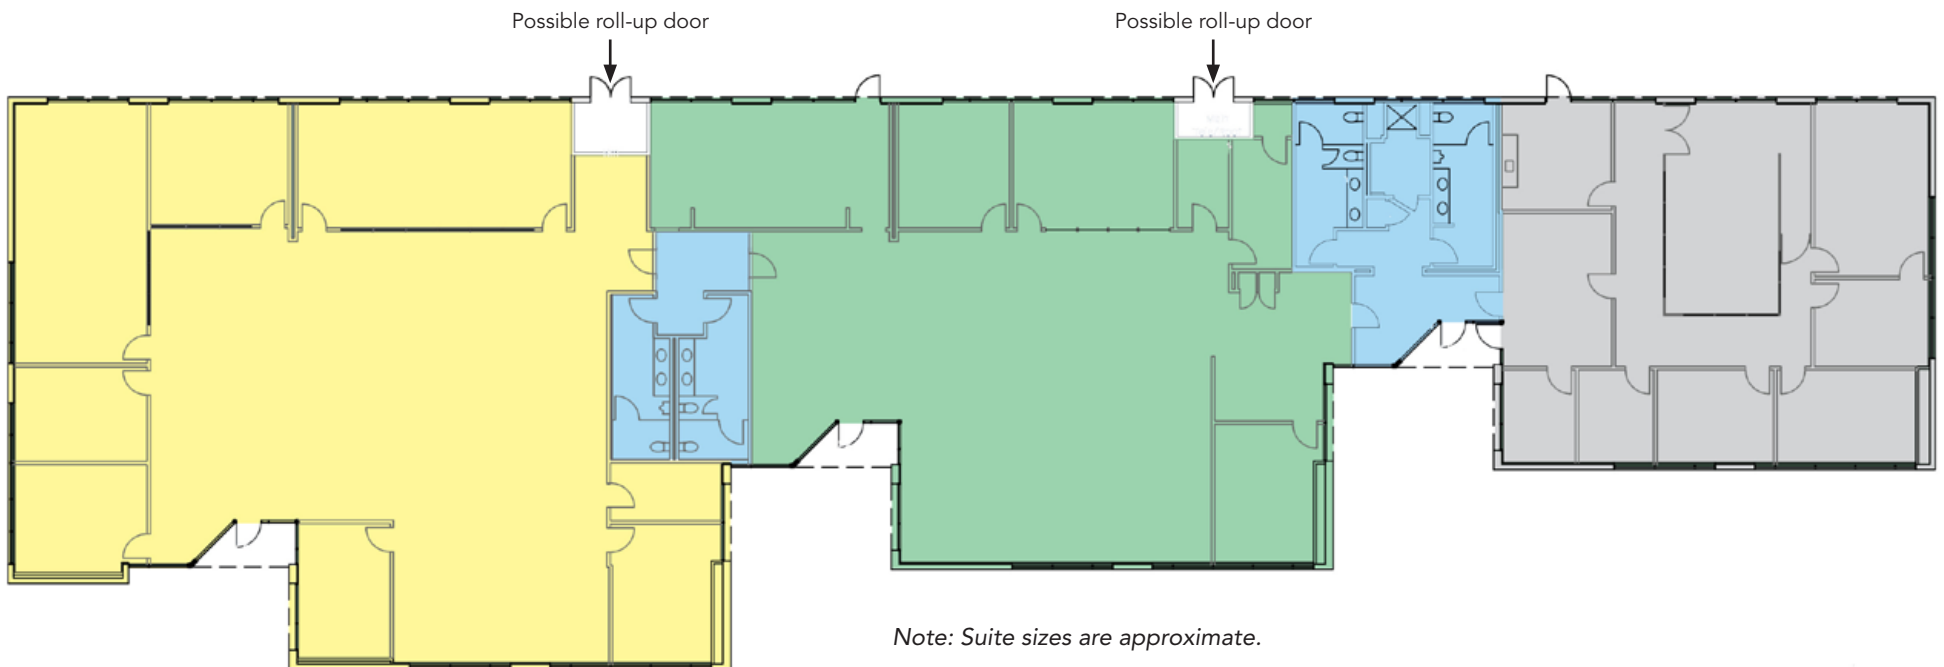 Possible roll-up door
Possible roll-up door
Note: Suite sizes are approximate.